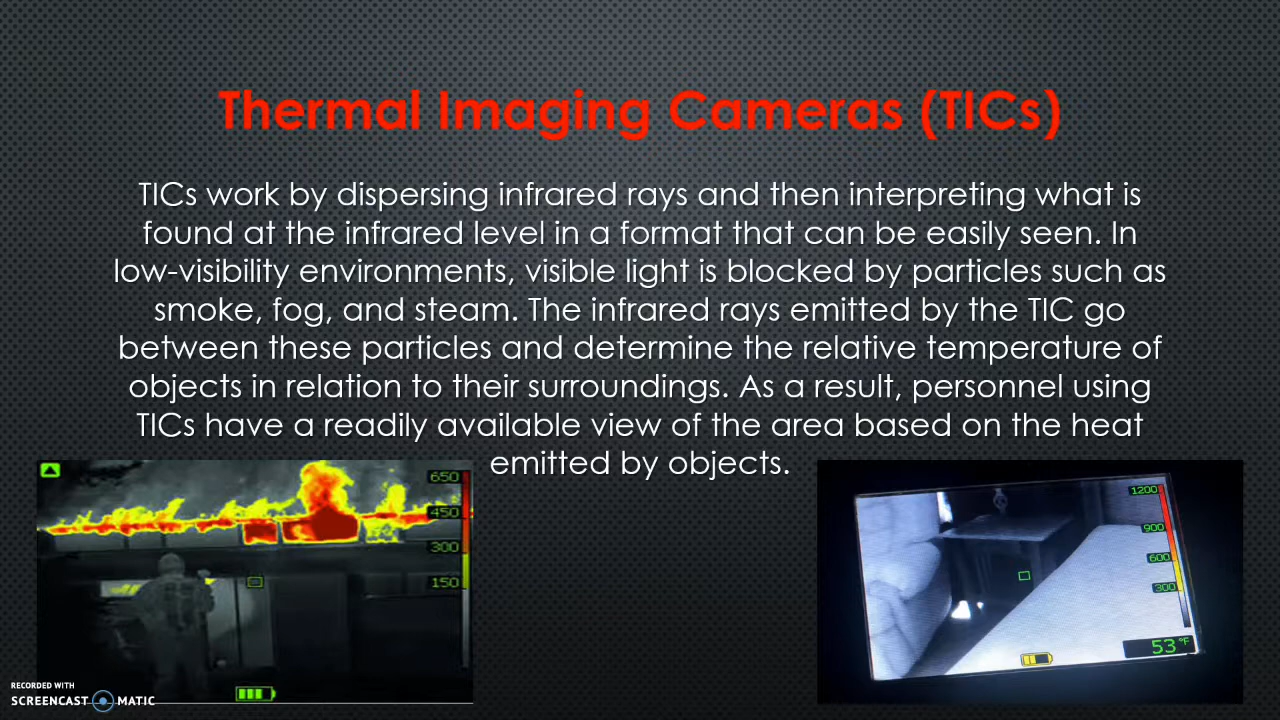 Thermal Imaging Cameras (TICs)
TICs work by dispersing infrared rays and then interpreting what is
found at the infrared level in a format that can be easily seen. In
low-visibility environments, visible light is blocked by particles such as
smoke, fog, and steam. The infrared rays emitted by the TIC go
between these particles and determine the relative temperature of
objects in relation to their surroundings. As a result, personnel using
TICs have a readily available view of the area based on the heat
emitted by objects.
650
450
300
150
1200
900
600
300
53°F
RECORDED WITH
SCREENCAST MATIC